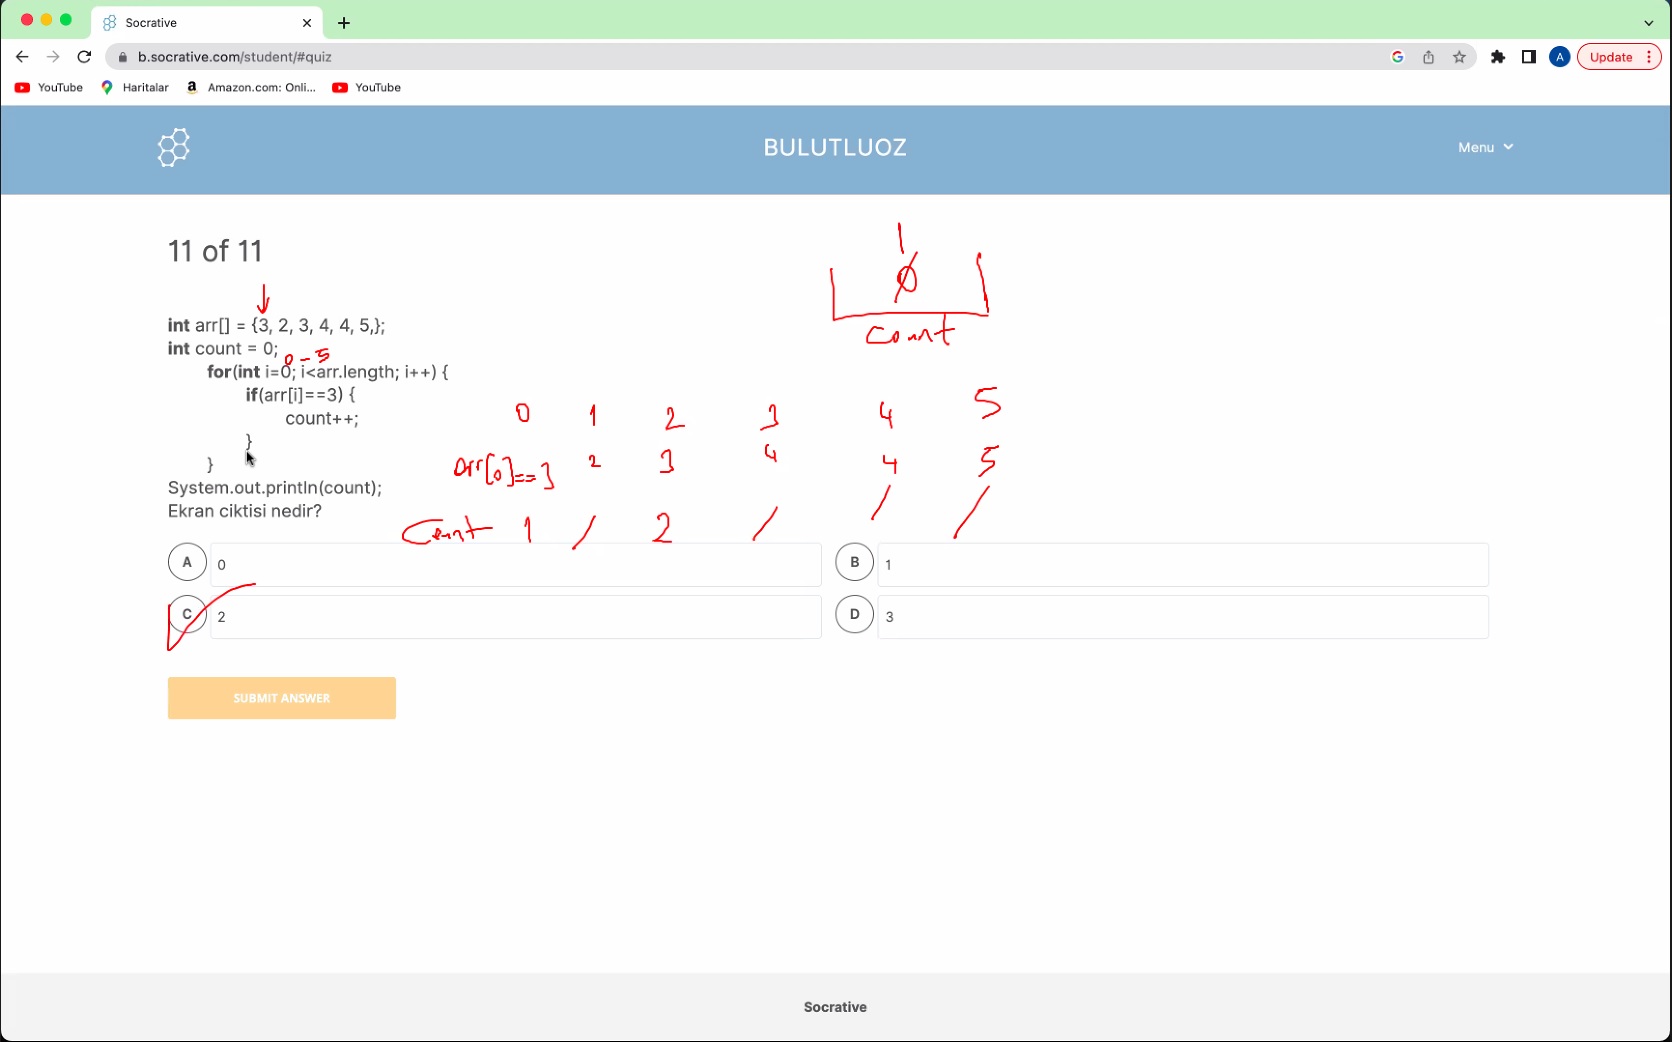 Socrative
b.socrative.com/student/#quiz
A
Update
YouTube
Haritalar
a
Amazon.com: Onli...
YouTube
BULUTLUOZ
Menu
11 of 11
int arr[] = {3, 2, 3, 4, 4, 5,};
int count = 0;
0 - 5
for(int i=0; i<arr.length; i++) {
if(arr[i]==3) {
count++;
}
}
System.out.println(count);
Ekran ciktisi nedir?
1
0
Count
0 1 2 3 4 5
arr[0]==3 2 3 4 4 5
Count 1 / 2 / / /
A 0
B 1
C 2
D 3
SUBMIT ANSWER
Socrative